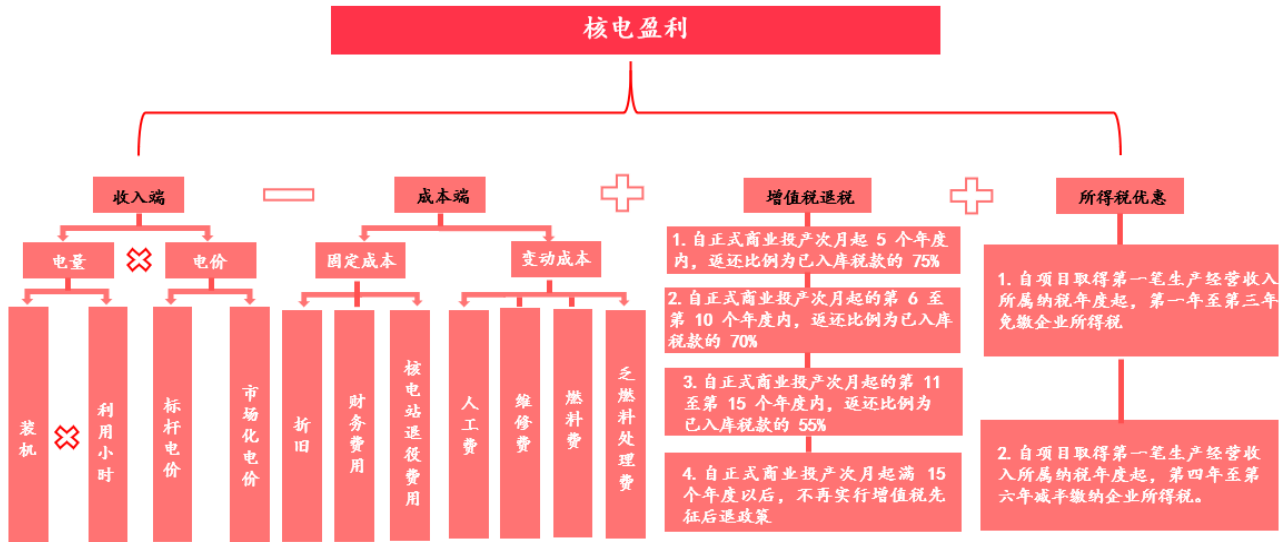 核电盈利
收入端
成本端
增值税退税
所得税优惠
电量
电价
固定成本
变动成本
装机
利用小时
标杆电价
市场化电价
折旧
财务费用
核电站退役费用
人工费
维修费
燃料费
乏燃料处理费
1. 自正式商业投产次月起 5 个年度
内，返还比例为已入库税款的 75%
2. 自正式商业投产次月起的第 6 至
第 10 个年度内，返还比例为已入库
税款的 70%
3. 自正式商业投产次月起的第 11
至第 15 个年度内，返还比例为
已入库税款的 55%
4. 自正式商业投产次月起满 15
个年度以后，不再实行增值税先
征后退政策
1. 自项目取得第一笔生产经营收入
所属纳税年度起，第一年至第三年
免缴企业所得税
2. 自项目取得第一笔生产经营收
入所属纳税年度起，第四年至第
六年减半缴纳企业所得税。